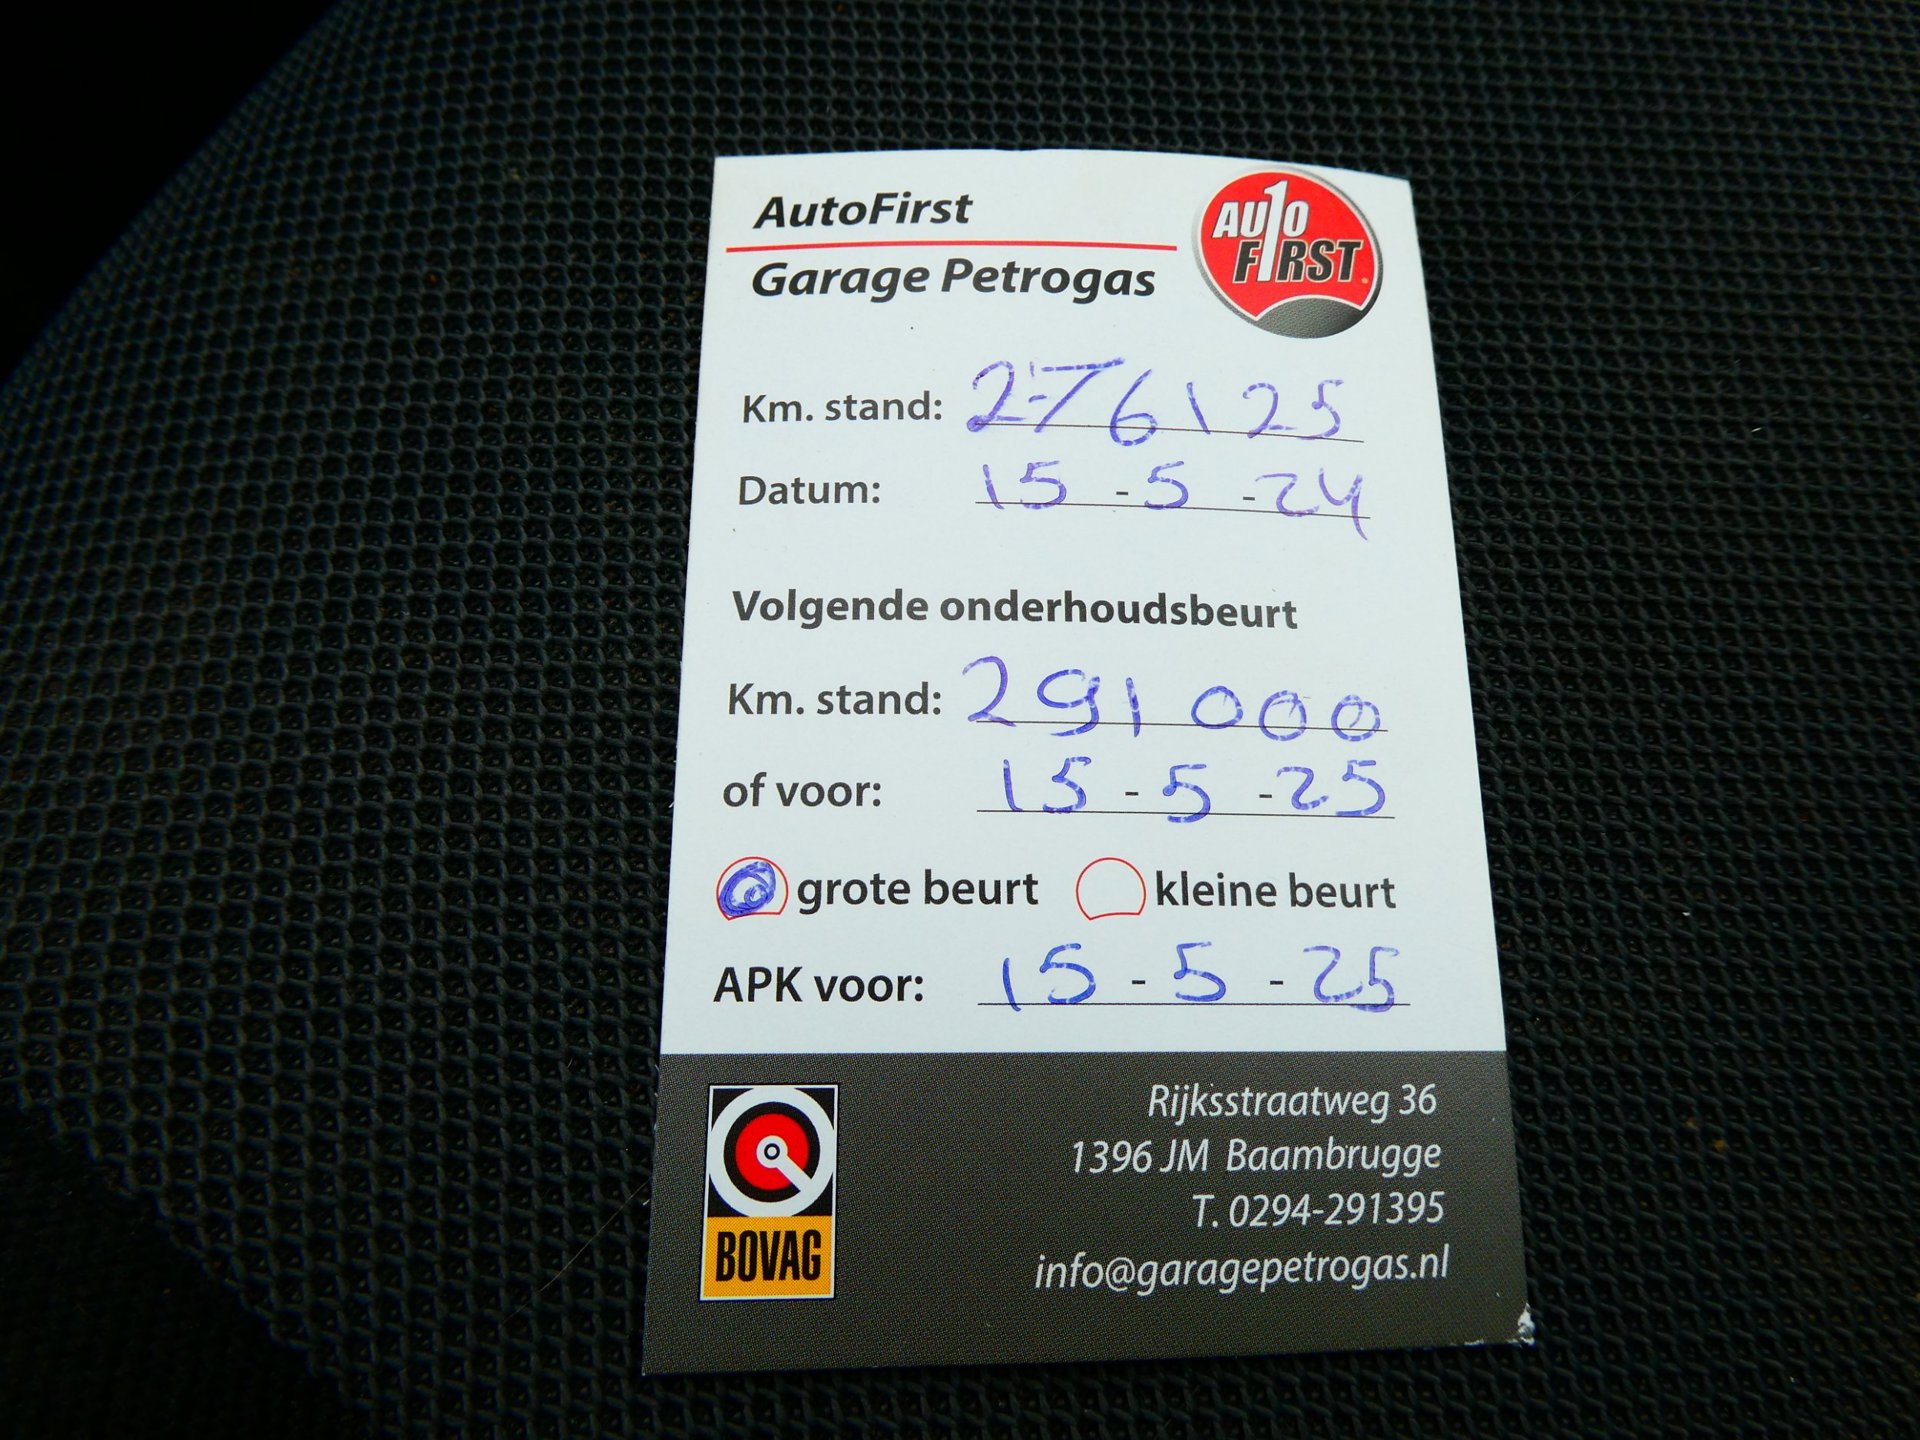 AutoFirst
Garage Petrogas
AUTO
FIRST
Km. stand: 276125
Datum: 15 - 5 - 24
Volgende onderhoudsbeurt
Km. stand: 291000
of voor: 15 - 5 - 25
grote beurt kleine beurt
APK voor: 15 - 5 - 25
Rijksstraatweg 36
1396 JM Baambrugge
T. 0294-291395
info@garagepetrogas.nl
BOVAG